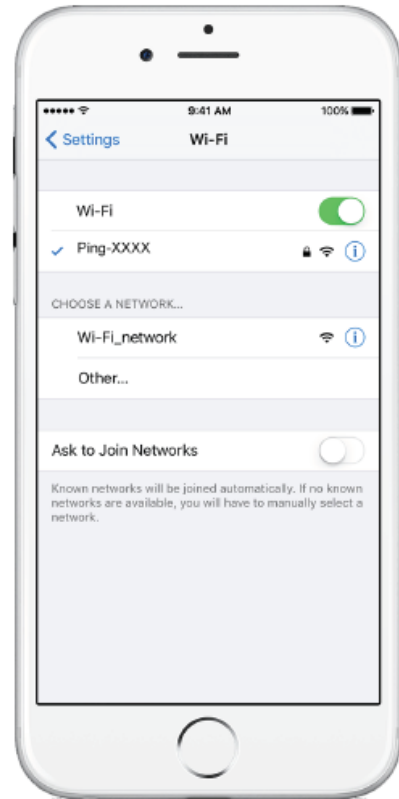 9:41 AM
100%
Settings
Wi-Fi
Wi-Fi
Ping-XXXX
CHOOSE A NETWORK...
Wi-Fi_network
Other...
Ask to Join Networks
Known networks will be joined automatically. If no known
networks are available, you will have to manually select a
network.